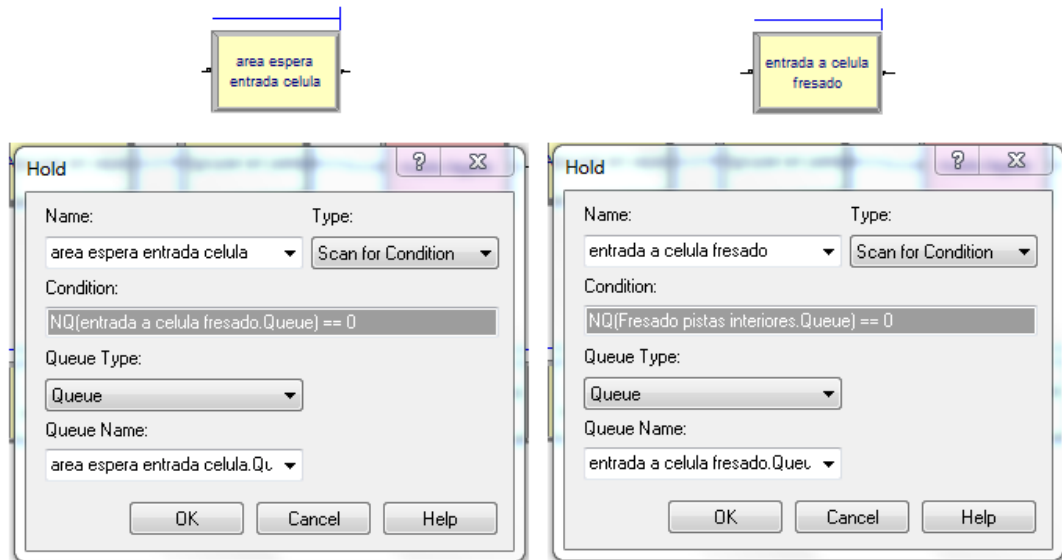 area espera
entrada celula
entrada a celula
fresado
Hold
Name:
Type:
area espera entrada celula
Scan for Condition
Condition:
NQ(entrada a celula fresado.Queue) == 0
Queue Type:
Queue
Queue Name:
area espera entrada celula.Qu
OK
Cancel
Help
Hold
Name:
Type:
entrada a celula fresado
Scan for Condition
Condition:
NQ(Fresado pistas interiores.Queue) == 0
Queue Type:
Queue
Queue Name:
entrada a celula fresado.Queu
OK
Cancel
Help